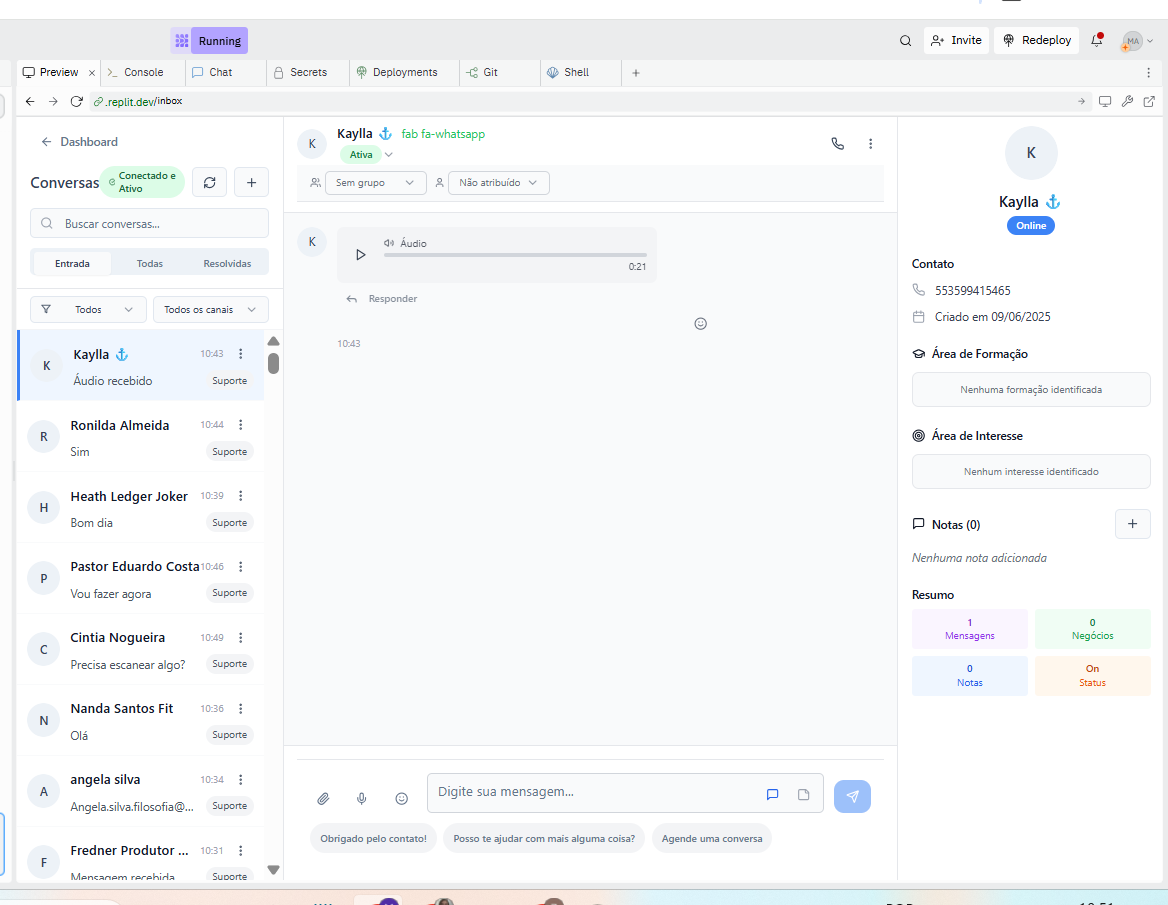 Running
Invite
Redeploy
MA
Preview
Console
Chat
Secrets
Deployments
Git
Shell
.replit.dev/inbox
Dashboard
Conversas
Conectado e
Ativo
Buscar conversas...
Entrada
Todas
Resolvidas
Todos
Todos os canais
K
Kaylla ⚓
10:43
Áudio recebido
Suporte
R
Ronilda Almeida
10:44
Sim
Suporte
H
Heath Ledger Joker
10:39
Bom dia
Suporte
P
Pastor Eduardo Costa
10:46
Vou fazer agora
Suporte
C
Cintia Nogueira
10:49
Precisa escanear algo?
Suporte
N
Nanda Santos Fit
10:36
Olá
Suporte
A
angela silva
10:34
Angela.silva.filosofia@...
Suporte
F
Fredner Produtor ...
10:31
Mensagem recebida
Suporte
K
Kaylla ⚓ fab fa-whatsapp
Ativa
Sem grupo
Não atribuído
K
Áudio
0:21
Responder
10:43
Digite sua mensagem...
Obrigado pelo contato!
Posso te ajudar com mais alguma coisa?
Agende uma conversa
K
Kaylla ⚓
Online
Contato
553599415465
Criado em 09/06/2025
Área de Formação
Nenhuma formação identificada
Área de Interesse
Nenhum interesse identificado
Notas (0)
Nenhuma nota adicionada
Resumo
1
Mensagens
0
Negócios
0
Notas
On
Status